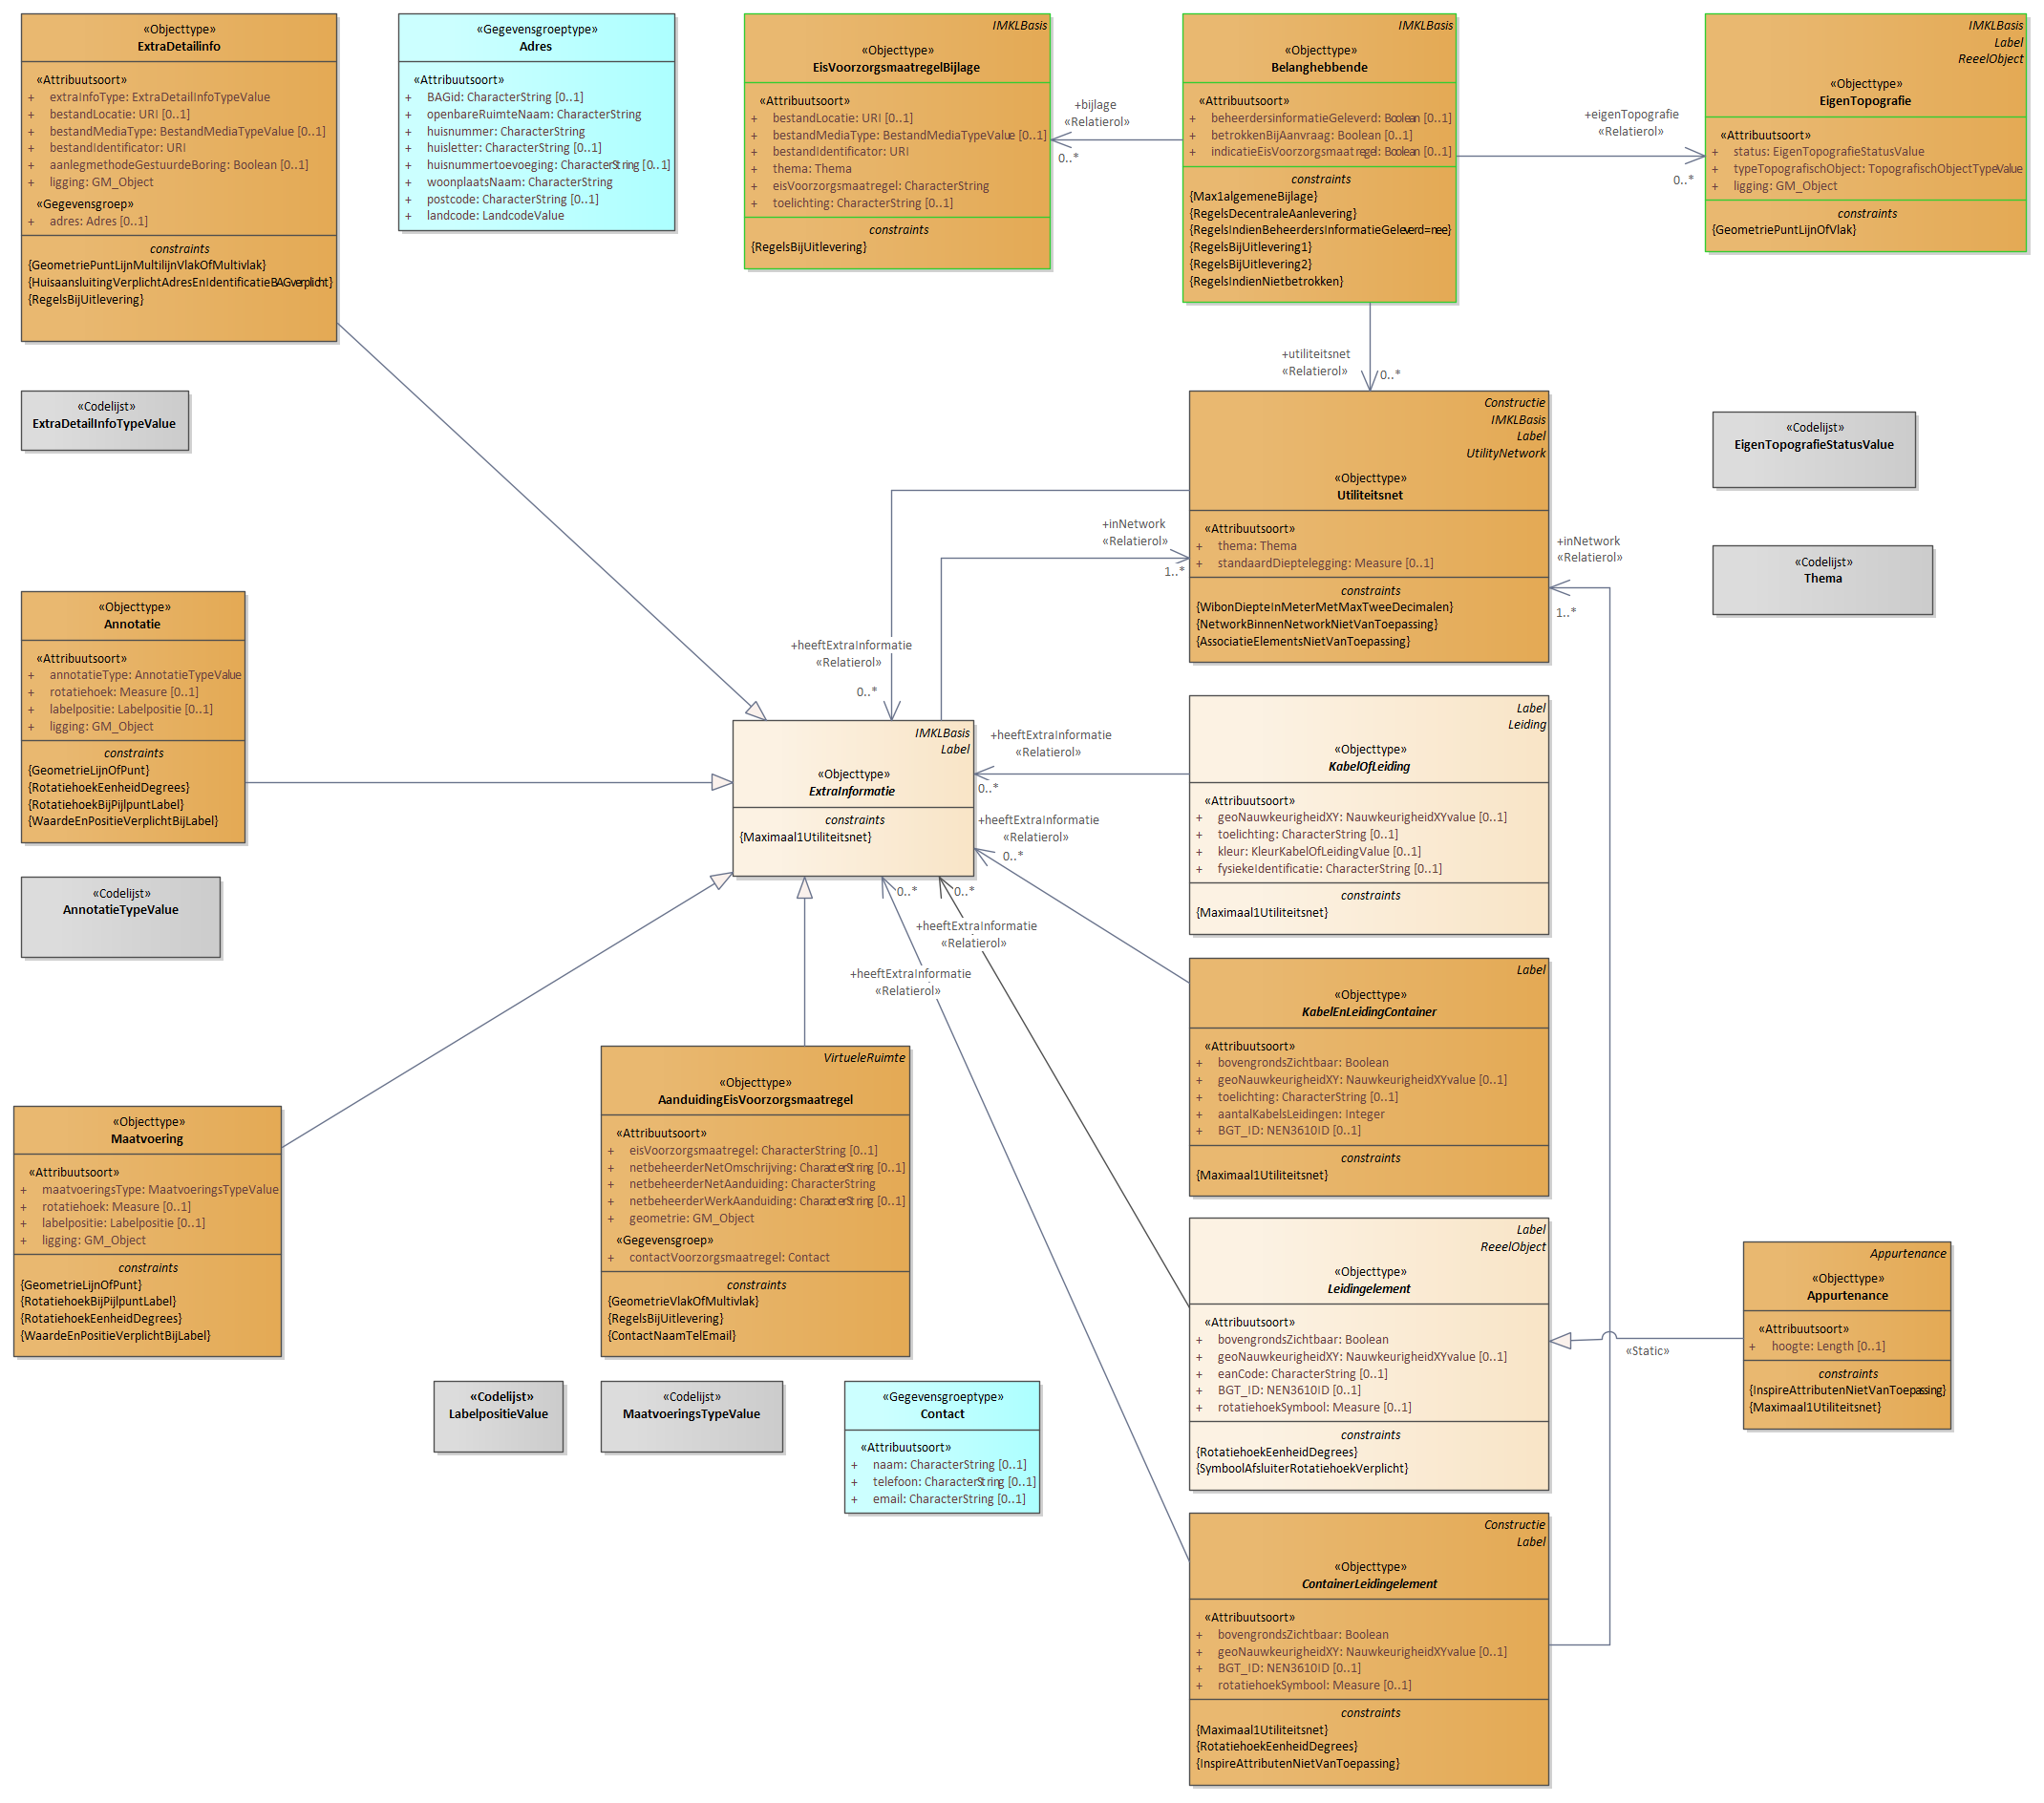 «Objecttype»
ExtraDetailinfo
«Attribuutsoort»
+ extraInfoType: ExtraDetailInfoTypeValue
+ bestandLocatie: URI [0..1]
+ bestandMediaType: BestandMediaTypeValue [0..1]
+ bestandIdentificator: URI
+ aanlegmethodeGestuurdeBoring: Boolean [0..1]
+ ligging: GM_Object
«Gegevensgroep»
+ adres: Adres [0..1]
constraints
{GeometriePuntLijnMultilijnVlakOfMultivlak}
{HuisaansluitingVerplichtAdresEnIdentificatieBAGverplicht}
{RegelsBijUitlevering}
«Gegevensgroeptype»
Adres
«Attribuutsoort»
+ BAGid: CharacterString [0..1]
+ openbareRuimteNaam: CharacterString
+ huisnummer: CharacterString
+ huisletter: CharacterString [0..1]
+ huisnummertoevoeging: CharacterString [0..1]
+ woonplaatsNaam: CharacterString
+ postcode: CharacterString [0..1]
+ landcode: LandcodeValue
IMKLBasis
«Objecttype»
EisVoorzorgsmaatregelBijlage
«Attribuutsoort»
+ bestandLocatie: URI [0..1]
+ bestandMediaType: BestandMediaTypeValue [0..1]
+ bestandIdentificator: URI
+ thema: Thema
+ eisVoorzorgsmaatregel: CharacterString
+ toelichting: CharacterString [0..1]
constraints
{RegelsBijUitlevering}
+bijlage
«Relatierol»
0..*
IMKLBasis
«Objecttype»
Belanghebbende
«Attribuutsoort»
+ beheerdersinformatieGeleverd: Boolean [0..1]
+ betrokkenBijAanvraag: Boolean [0..1]
+ indicatieEisVoorzorgsmaatregel: Boolean [0..1]
constraints
{Max1algemeneBijlage}
{RegelsDecentraleAanlevering}
{RegelsIndienBeheerdersInformatieGeleverd=nee}
{RegelsBijUitlevering1}
{RegelsBijUitlevering2}
{RegelsIndienNietbetrokken}
+eigenTopografie
«Relatierol»
0..*
IMKLBasis
Label
ReeelObject
«Objecttype»
EigenTopografie
«Attribuutsoort»
+ status: EigenTopografieStatusValue
+ typeTopografischObject: TopografischObjectTypeValue
+ ligging: GM_Object
constraints
{GeometriePuntLijnOfVlak}
+utiliteitsnet
«Relatierol»
0..*
«Codelijst»
ExtraDetailInfoTypeValue
Constructie
IMKLBasis
Label
UtilityNetwork
«Objecttype»
Utiliteitsnet
«Attribuutsoort»
+ thema: Thema
+ standaardDieptelegging: Measure [0..1]
constraints
{WibonDiepteInMeterMetMaxTweeDecimalen}
{NetworkBinnenNetworkNietVanToepassing}
{AssociatieElementsNietVanToepassing}
«Codelijst»
EigenTopografieStatusValue
«Codelijst»
Thema
+inNetwork
«Relatierol»
1..*
+inNetwork
«Relatierol»
1..*
+heeftExtraInformatie
«Relatierol»
0..*
«Objecttype»
Annotatie
«Attribuutsoort»
+ annotatieType: AnnotatieTypeValue
+ rotatiehoek: Measure [0..1]
+ labelpositie: Labelpositie [0..1]
+ ligging: GM_Object
constraints
{GeometrieLijnOfPunt}
{RotatiehoekEenheidDegrees}
{RotatiehoekBijPijlpuntLabel}
{WaardeEnPositieVerplichtBijLabel}
IMKLBasis
Label
«Objecttype»
ExtraInformatie
constraints
{Maximaal1Utiliteitsnet}
+heeftExtraInformatie
«Relatierol»
0..*
+heeftExtraInformatie
«Relatierol»
0..*
0..*
0..*
+heeftExtraInformatie
«Relatierol»
+heeftExtraInformatie
«Relatierol»
Label
Leiding
«Objecttype»
KabelOfLeiding
«Attribuutsoort»
+ geoNauwkeurigheidXY: NauwkeurigheidXYvalue [0..1]
+ toelichting: CharacterString [0..1]
+ kleur: KleurKabelOfLeidingValue [0..1]
+ fysiekeIdentificatie: CharacterString [0..1]
constraints
{Maximaal1Utiliteitsnet}
«Codelijst»
AnnotatieTypeValue
Label
«Objecttype»
KabelEnLeidingContainer
«Attribuutsoort»
+ bovengrondsZichtbaar: Boolean
+ geoNauwkeurigheidXY: NauwkeurigheidXYvalue [0..1]
+ toelichting: CharacterString [0..1]
+ aantalKabelsLeidingen: Integer
+ BGT_ID: NEN3610ID [0..1]
constraints
{Maximaal1Utiliteitsnet}
«Objecttype»
Maatvoering
«Attribuutsoort»
+ maatvoeringsType: MaatvoeringsTypeValue
+ rotatiehoek: Measure [0..1]
+ labelpositie: Labelpositie [0..1]
+ ligging: GM_Object
constraints
{GeometrieLijnOfPunt}
{RotatiehoekBijPijlpuntLabel}
{RotatiehoekEenheidDegrees}
{WaardeEnPositieVerplichtBijLabel}
VirtueleRuimte
«Objecttype»
AanduidingEisVoorzorgsmaatregel
«Attribuutsoort»
+ eisVoorzorgsmaatregel: CharacterString [0..1]
+ netbeheerderNetOmschrijving: CharacterString [0..1]
+ netbeheerderNetAanduiding: CharacterString
+ netbeheerderWerkAanduiding: CharacterString [0..1]
+ geometrie: GM_Object
«Gegevensgroep»
+ contactVoorzorgsmaatregel: Contact
constraints
{GeometrieVlakOfMultivlak}
{RegelsBijUitlevering}
{ContactNaamTelEmail}
Label
ReeelObject
«Objecttype»
Leidingelement
«Attribuutsoort»
+ bovengrondsZichtbaar: Boolean
+ geoNauwkeurigheidXY: NauwkeurigheidXYvalue [0..1]
+ eanCode: CharacterString [0..1]
+ BGT_ID: NEN3610ID [0..1]
+ rotatiehoekSymbool: Measure [0..1]
constraints
{RotatiehoekEenheidDegrees}
{SymboolAfsluiterRotatiehoekVerplicht}
«Static»
Appurtenance
«Objecttype»
Appurtenance
«Attribuutsoort»
+ hoogte: Length [0..1]
constraints
{InspireAttributenNietVanToepassing}
{Maximaal1Utiliteitsnet}
«Codelijst»
LabelpositieValue
«Codelijst»
MaatvoeringsTypeValue
«Gegevensgroeptype»
Contact
«Attribuutsoort»
+ naam: CharacterString [0..1]
+ telefoon: CharacterString [0..1]
+ email: CharacterString [0..1]
Constructie
Label
«Objecttype»
ContainerLeidingelement
«Attribuutsoort»
+ bovengrondsZichtbaar: Boolean
+ geoNauwkeurigheidXY: NauwkeurigheidXYvalue [0..1]
+ BGT_ID: NEN3610ID [0..1]
+ rotatiehoekSymbool: Measure [0..1]
constraints
{Maximaal1Utiliteitsnet}
{RotatiehoekEenheidDegrees}
{InspireAttributenNietVanToepassing}